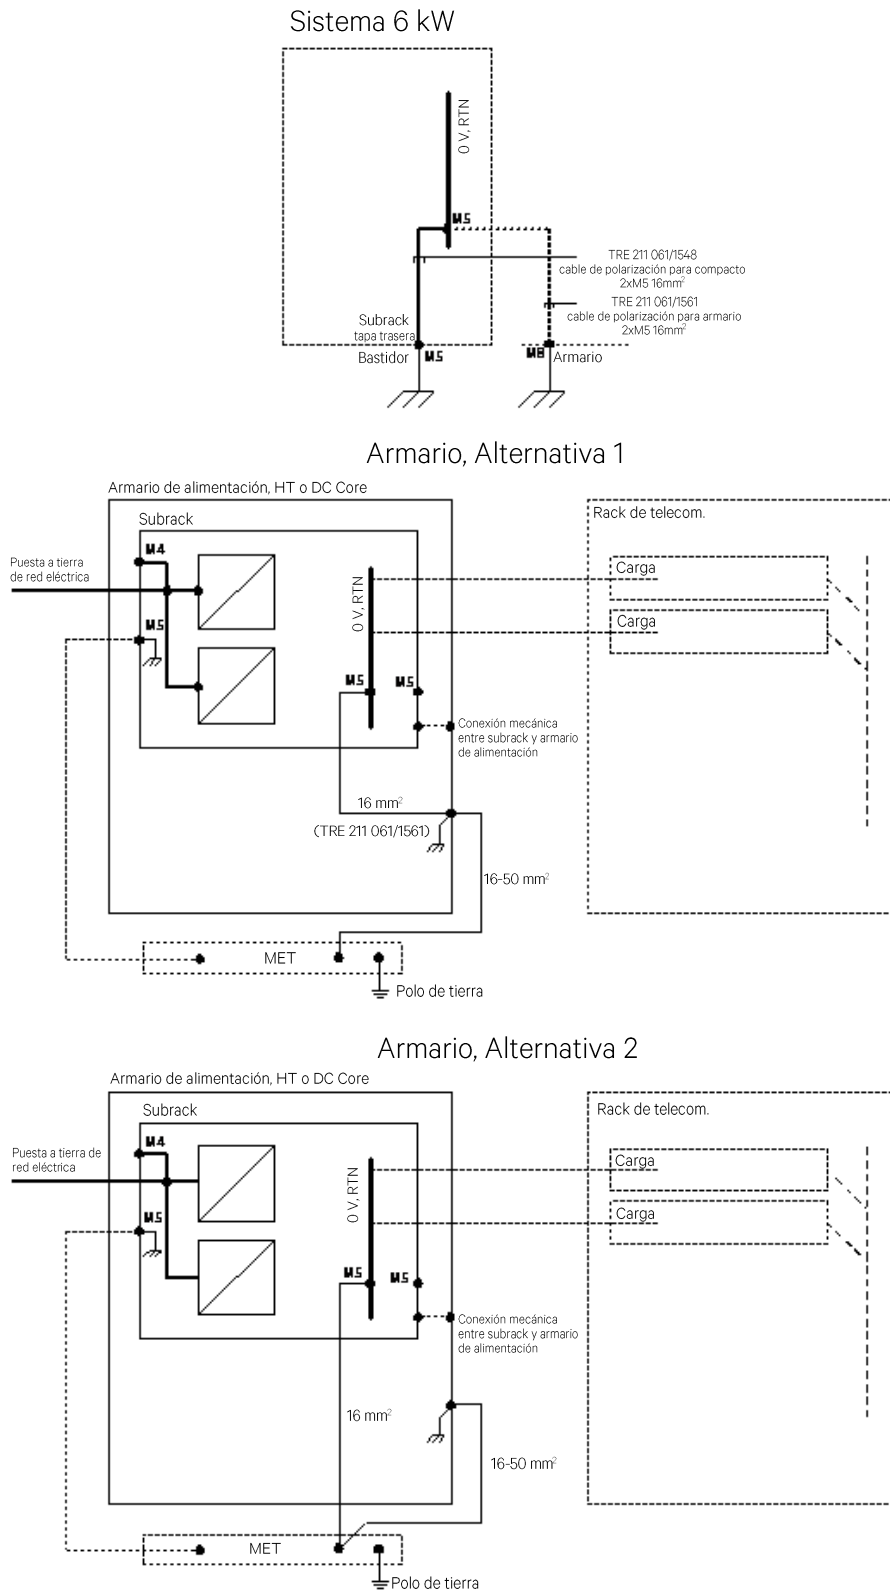 Sistema 6 kW
0 V, RTN
M5
TRE 211 061/1548
cable de polarización para compacto
2xM5 16mm²
TRE 211 061/1561
cable de polarización para armario
2xM5 16mm²
Subrack
tapa trasera
Bastidor
M5
M8
Armario
Armario, Alternativa 1
Armario de alimentación, HT o DC Core
Rack de telecom.
Subrack
M4
Puesta a tierra
de red eléctrica
Carga
0 V, RTN
M5
Carga
M5
M5
Conexión mecánica
entre subrack y armario
de alimentación
16 mm²
(TRE 211 061/1561)
16-50 mm²
MET
Polo de tierra
Armario, Alternativa 2
Armario de alimentación, HT o DC Core
Subrack
Rack de telecom.
M4
Puesta a tierra de
red eléctrica
Carga
0 V, RTN
M5
Carga
M5
M5
Conexión mecánica
entre subrack y armario
de alimentación
16 mm²
16-50 mm²
MET
Polo de tierra